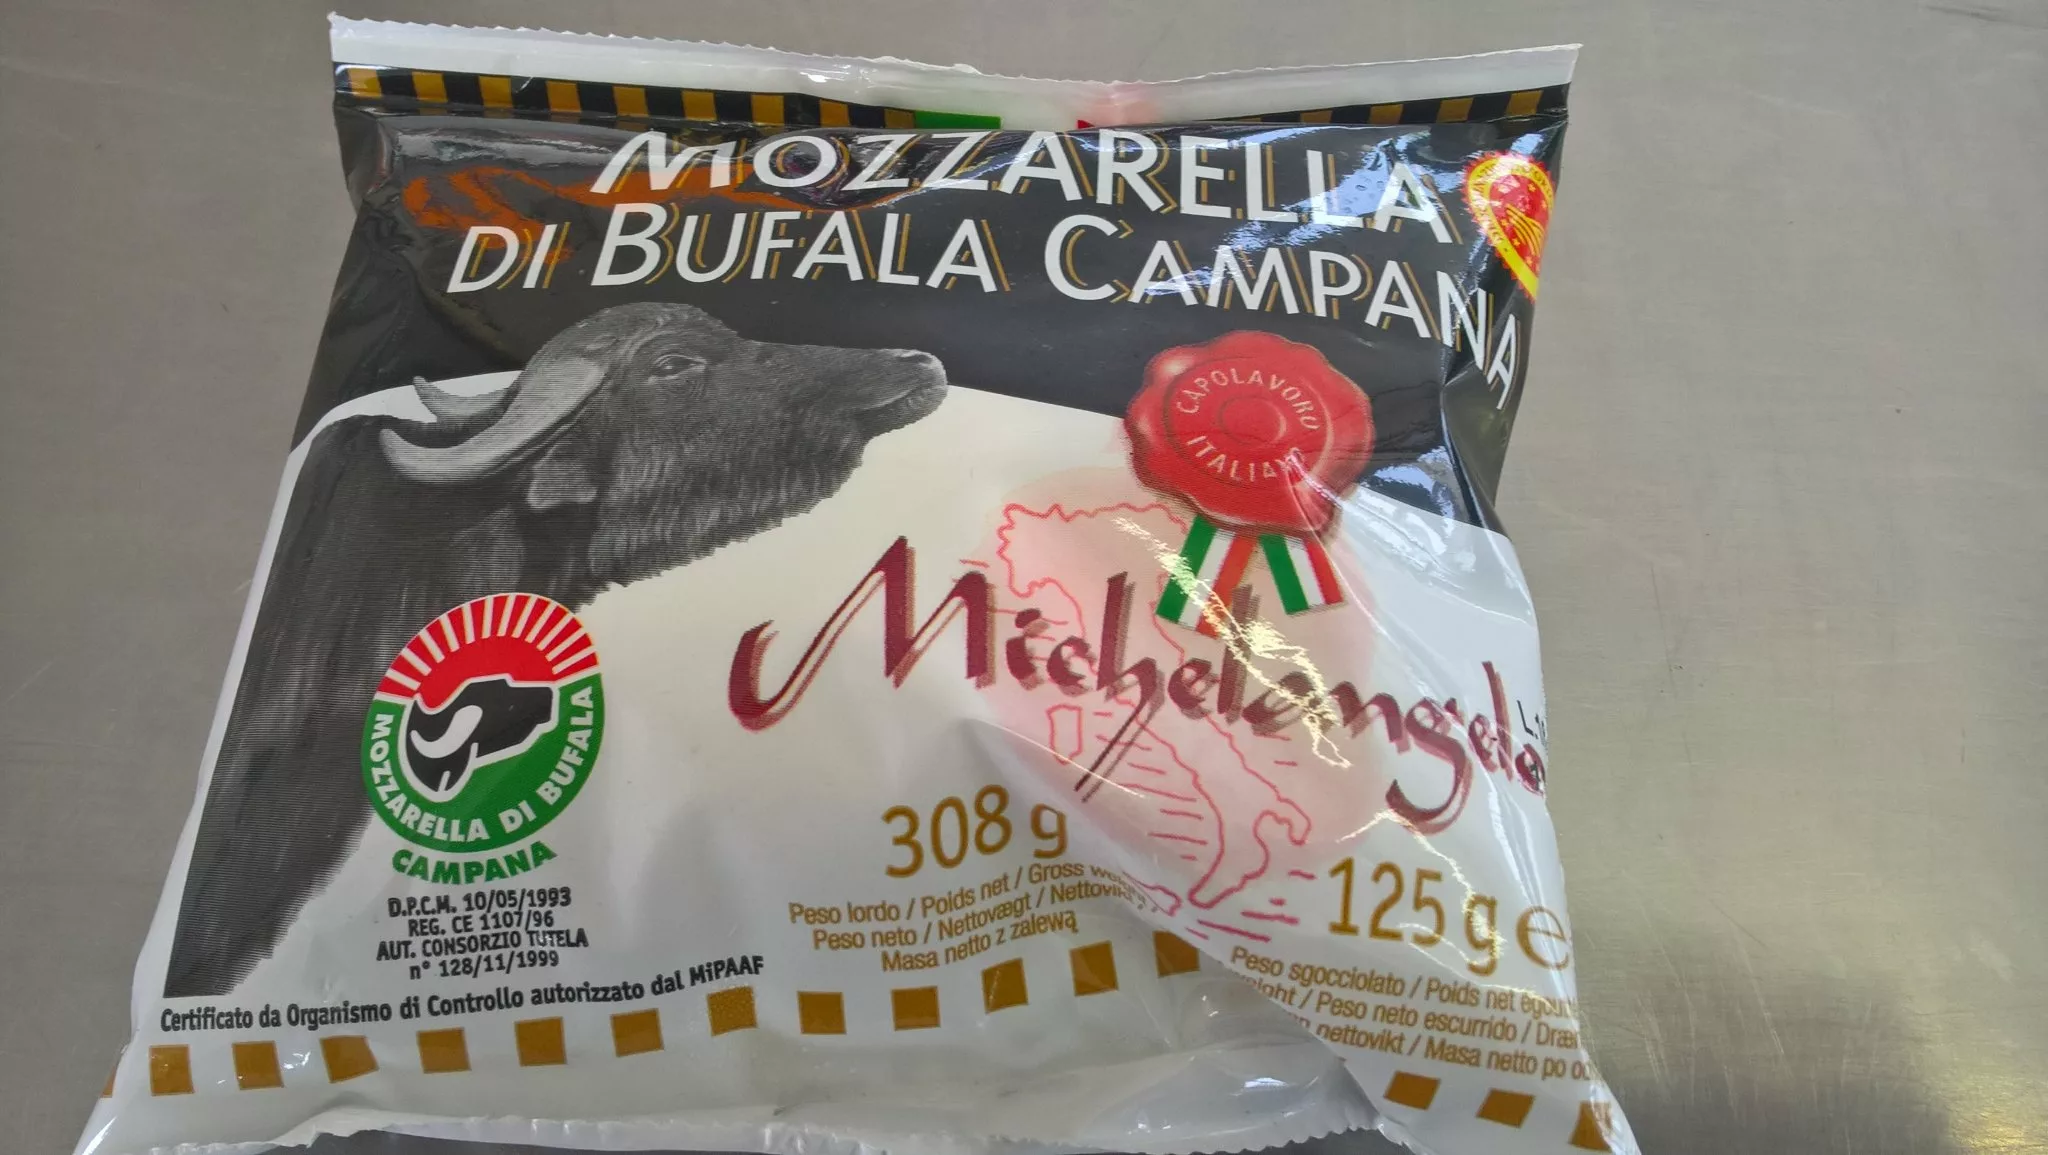 MOZZARELLA
DI BUFALA CAMPANA
CAPOLAVORO
ITALIANO
Michelangelo
L.
MOZZARELLA DI BUFALA
CAMPANA
D.P.C.M. 10/05/1993
REG. CE 1107/96
AUT. CONSORZIO TUTELA
n° 128/11/1999
Certificato da Organismo di Controllo autorizzato dal MiPAAF
308 g
Peso lordo / Poids net / Gross weight /
Peso neto / Nettovægt / Nettovikt /
Masa netto z zalewą
125 g e
Peso sgocciolato / Poids net
/ Peso neto escurrido /
nettovikt / Masa netto po